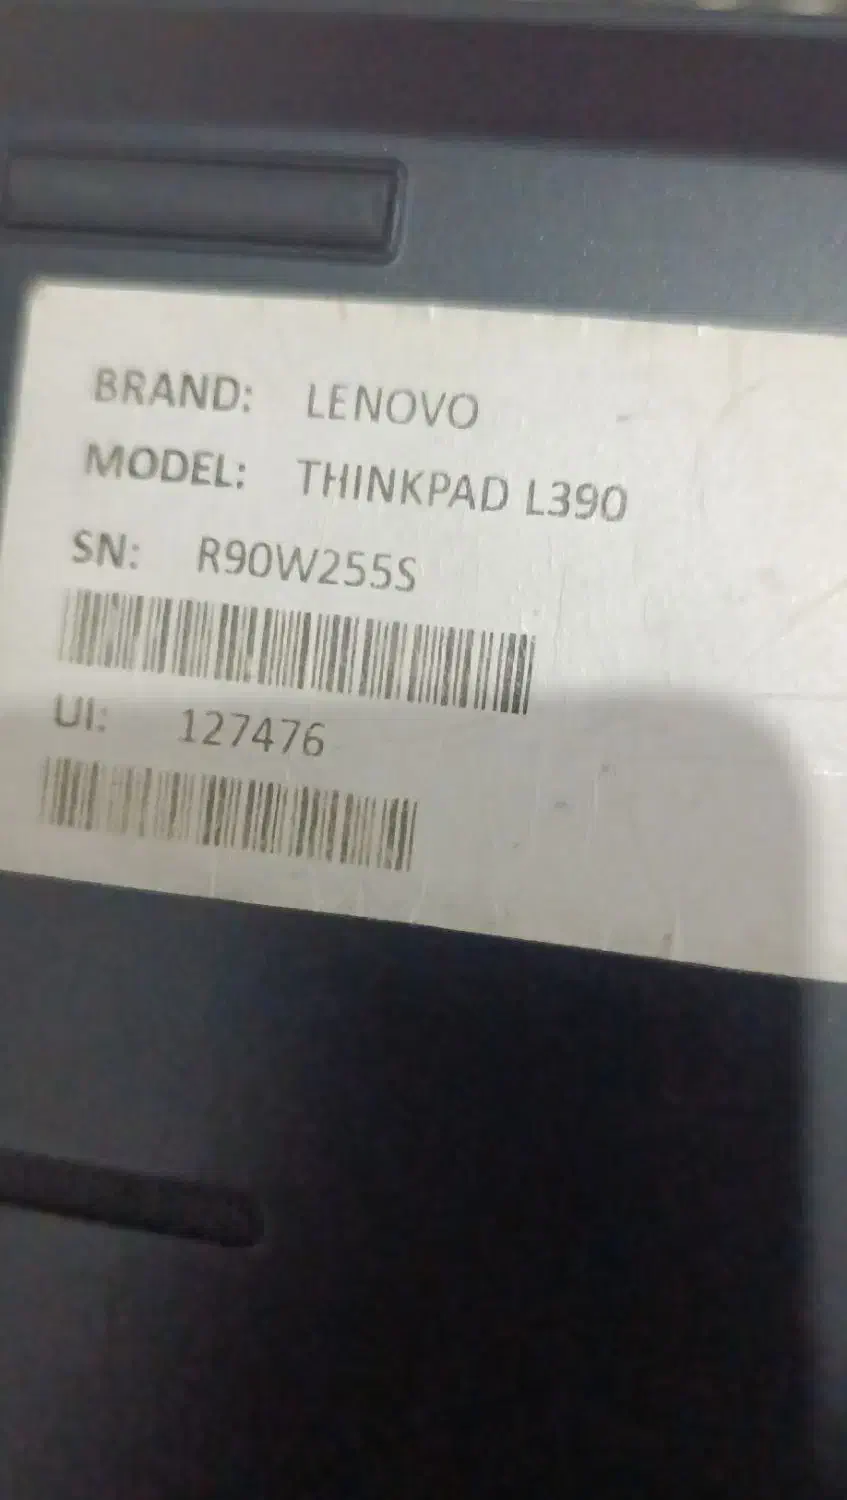 BRAND: LENOVO
MODEL: THINKPAD L390
SN: R90W255S
UI: 127476